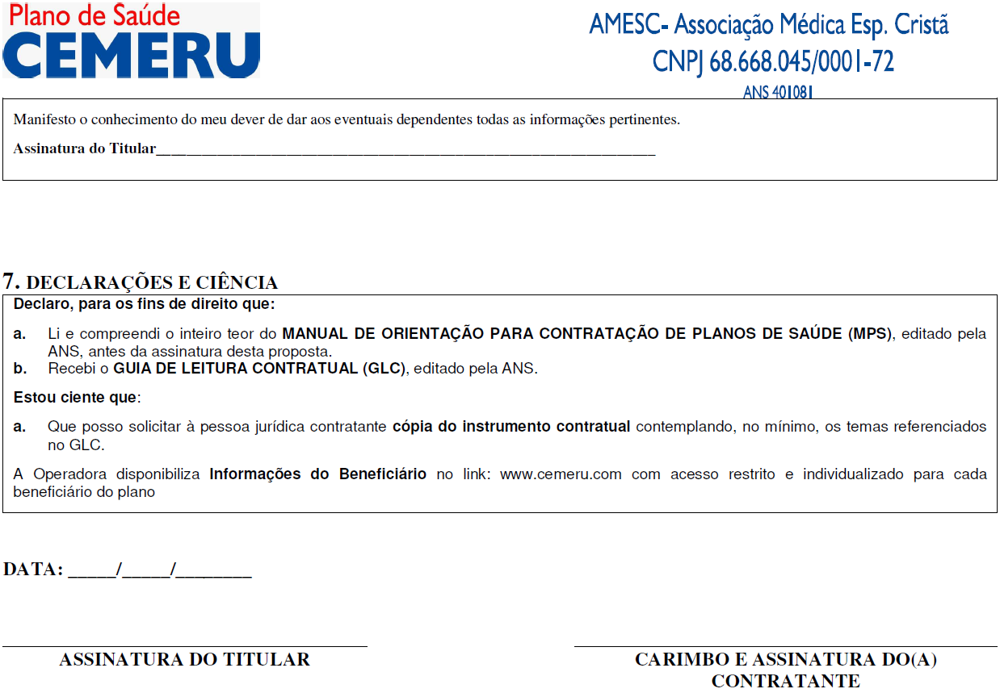 Plano de Saúde
CEMERU
AMESC- Associação Médica Esp. Cristã
CNPJ 68.668.045/0001-72
ANS 401081
Manifesto o conhecimento do meu dever de dar aos eventuais dependentes todas as informações pertinentes.
Assinatura do Titular_________________________________________________________________
7. DECLARAÇÕES E CIÊNCIA
Declaro, para os fins de direito que:
a. Li e compreendi o inteiro teor do MANUAL DE ORIENTAÇÃO PARA CONTRATAÇÃO DE PLANOS DE SAÚDE (MPS), editado pela
ANS, antes da assinatura desta proposta.
b. Recebi o GUIA DE LEITURA CONTRATUAL (GLC), editado pela ANS.
Estou ciente que:
a. Que posso solicitar à pessoa jurídica contratante cópia do instrumento contratual contemplando, no mínimo, os temas referenciados
no GLC.
A Operadora disponibiliza Informações do Beneficiário no link: www.cemeru.com com acesso restrito e individualizado para cada
beneficiário do plano
DATA: _____/_____/________
ASSINATURA DO TITULAR
CARIMBO E ASSINATURA DO(A)
CONTRATANTE